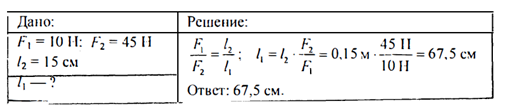 Дано:
F₁ = 10 Н: F₂ = 45 Н
l₂ = 15 см
l₁ — ?
Решение:
F₁/F₂ = l₂/l₁; l₁ = l₂ · F₂/F₁ = 0,15 м · 45 Н/10 Н = 67,5 см
Ответ: 67,5 см.